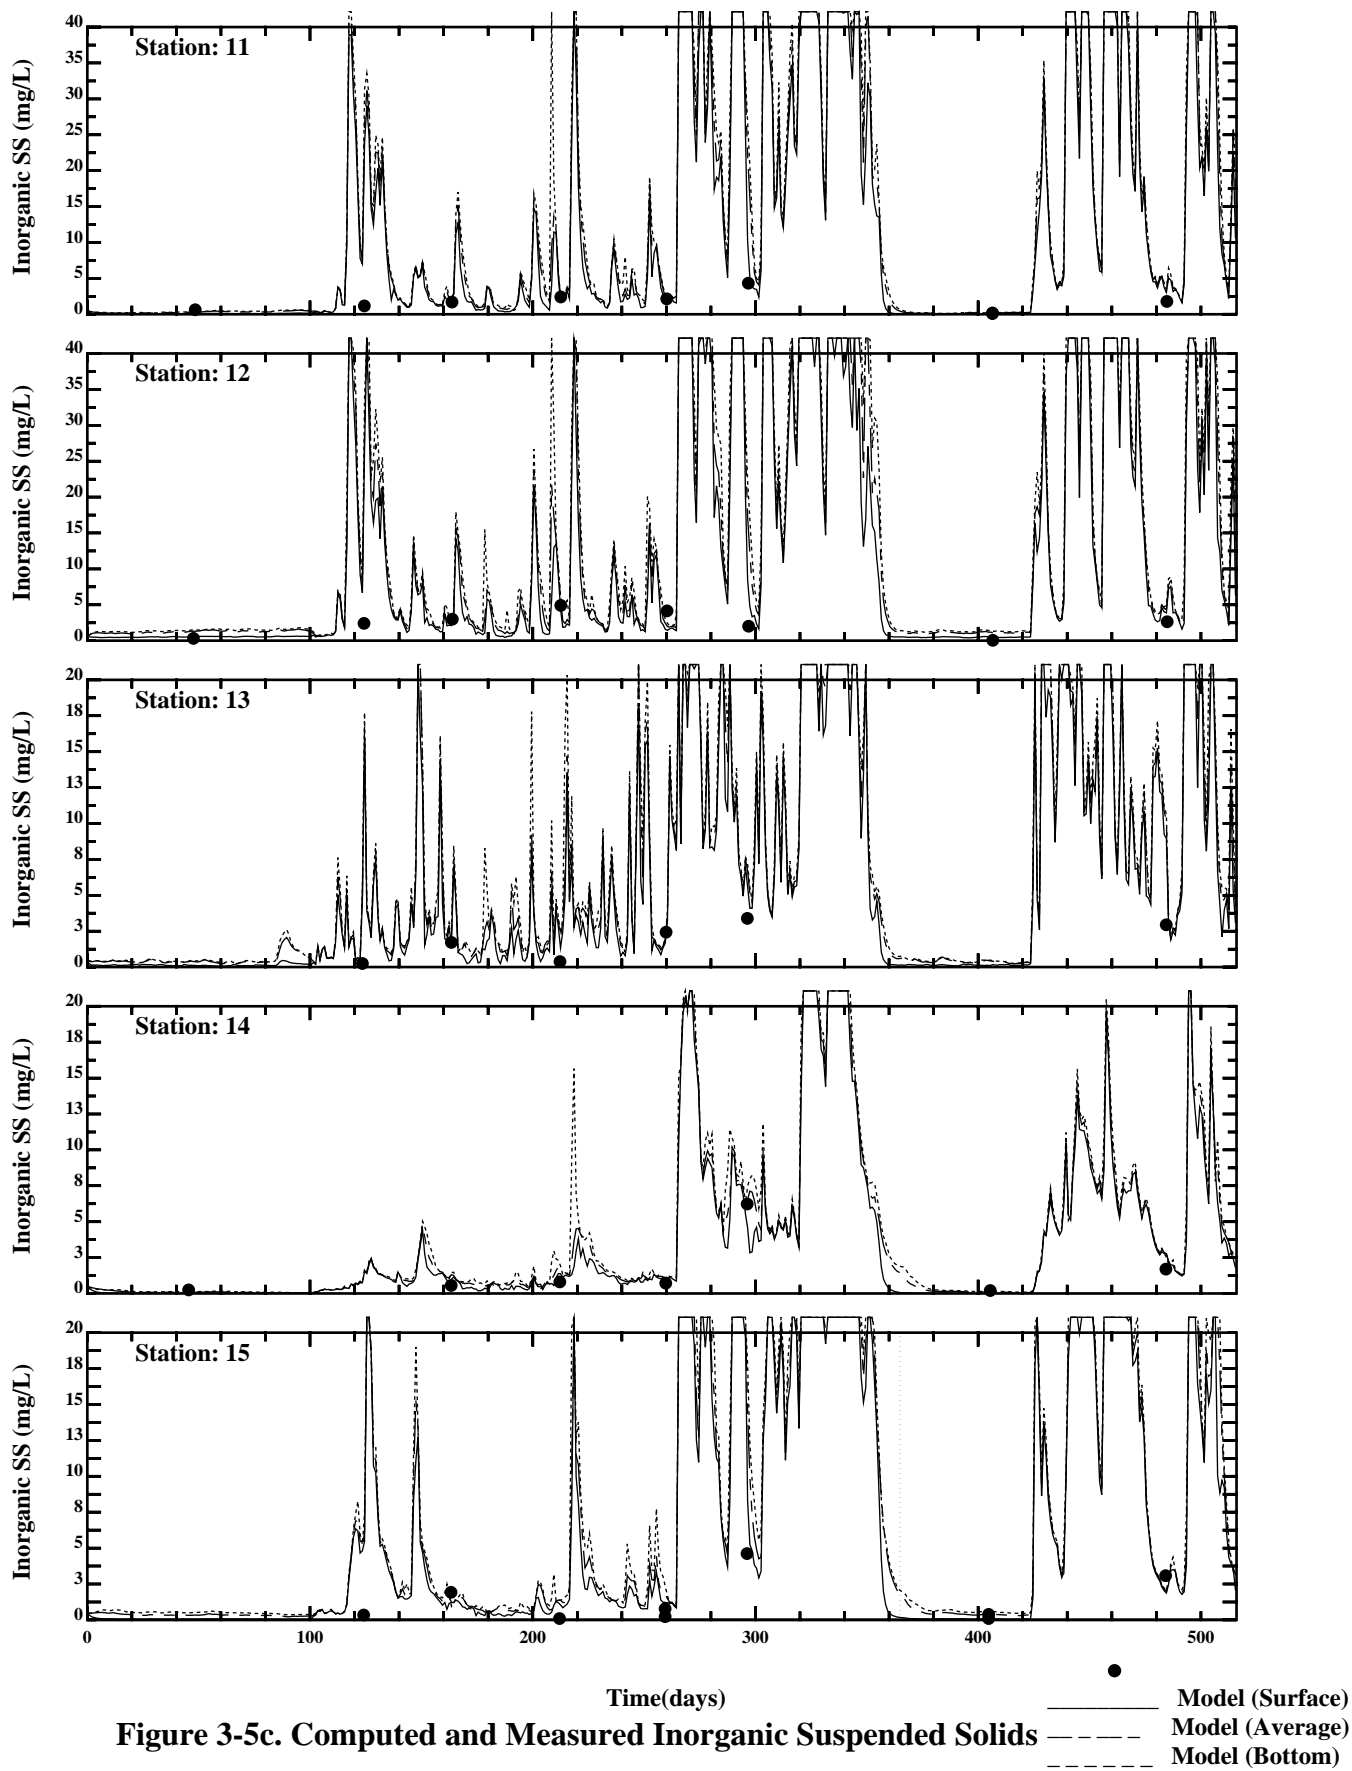 40
35
30
25
20
15
10
5
0
Inorganic SS (mg/L)
Station: 11
40
35
30
25
20
15
10
5
0
Inorganic SS (mg/L)
Station: 12
20
18
15
13
10
8
5
3
0
Inorganic SS (mg/L)
Station: 13
20
18
15
13
10
8
5
3
0
Inorganic SS (mg/L)
Station: 14
20
18
15
13
10
8
5
3
0
Inorganic SS (mg/L)
Station: 15
0 100 200 300 400 500
Time(days)
Model (Surface)
Model (Average)
Model (Bottom)
Figure 3-5c. Computed and Measured Inorganic Suspended Solids